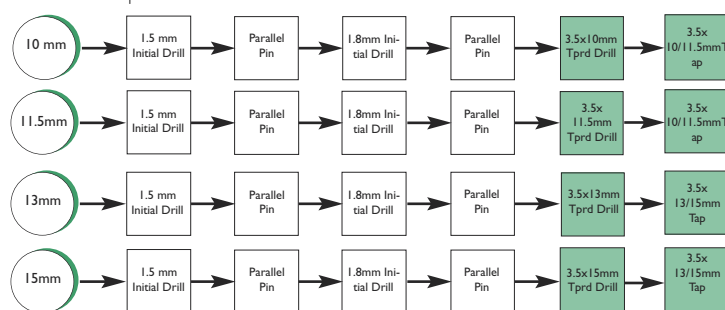 10 mm
1.5 mm
Initial Drill
Parallel
Pin
1.8mm Ini-
tial Drill
Parallel
Pin
3.5x10mm
Tprd Drill
3.5x
10/11.5mmT
ap
11.5mm
1.5 mm
Initial Drill
Parallel
Pin
1.8mm Ini-
tial Drill
Parallel
Pin
3.5x
11.5mm
Tprd Drill
3.5x
10/11.5mmT
ap
13mm
1.5 mm
Initial Drill
Parallel
Pin
1.8mm Ini-
tial Drill
Parallel
Pin
3.5x13mm
Tprd Drill
3.5x
13/15mm
Tap
15mm
1.5 mm
Initial Drill
Parallel
Pin
1.8mm Ini-
tial Drill
Parallel
Pin
3.5x15mm
Tprd Drill
3.5x
13/15mm
Tap